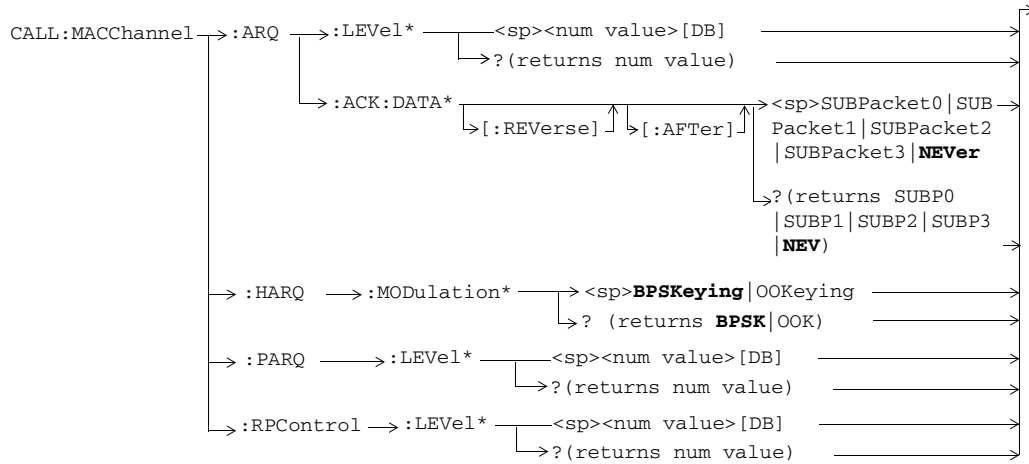 CALL:MACChannel :ARQ :LEVel* <sp><num value>[DB]
?(returns num value)
:ACK:DATA* [:REVerse] [:AFTer] <sp>SUBPacket0|SUB
Packet1|SUBPacket2
|SUBPacket3|NEVer
?(returns SUBP0
|SUBP1|SUBP2|SUBP3
|NEV)
:HARQ :MODulation* <sp>BPSKeying|OOKeying
? (returns BPSK|OOK)
:PARQ :LEVel* <sp><num value>[DB]
?(returns num value)
:RPControl :LEVel* <sp><num value>[DB]
?(returns num value)